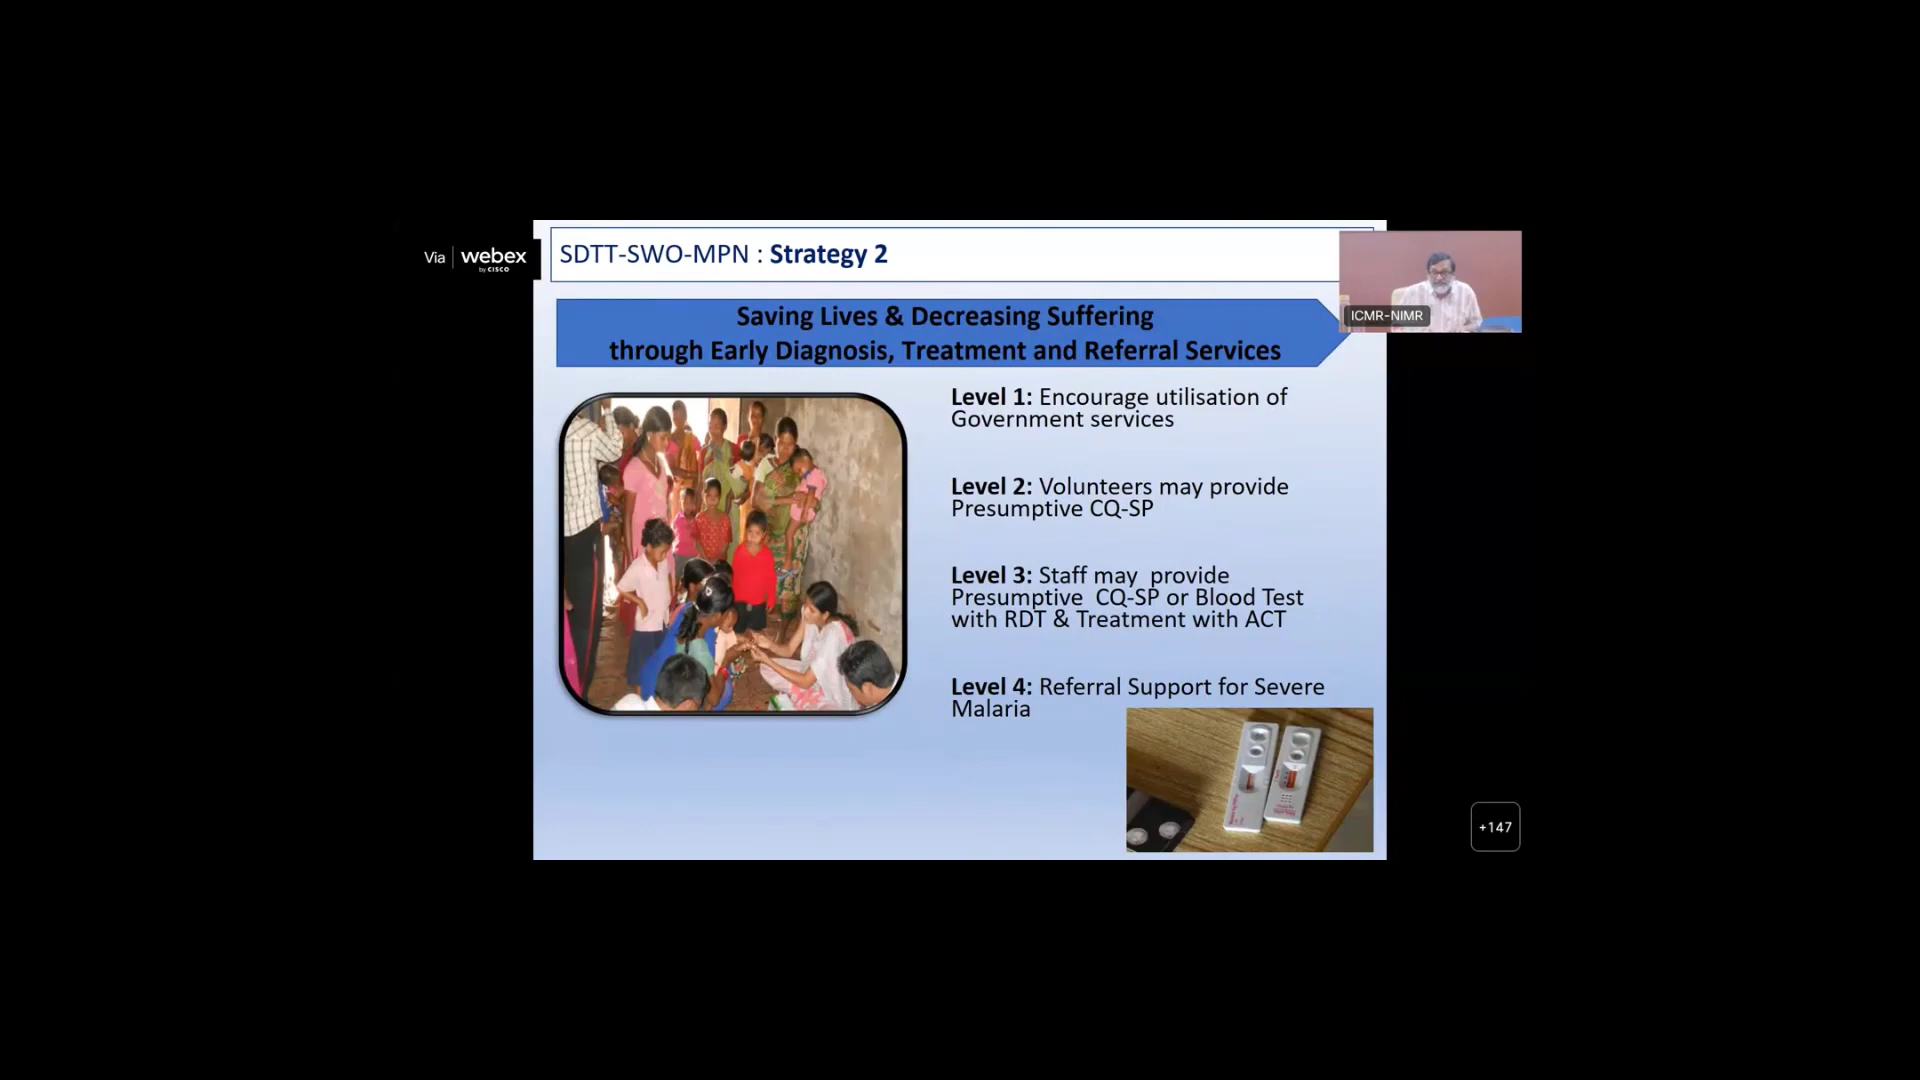 Via webex
by CISCO
SDTT-SWO-MPN : Strategy 2
Saving Lives & Decreasing Suffering
through Early Diagnosis, Treatment and Referral Services
ICMR-NIMR
Level 1: Encourage utilisation of
Government services
Level 2: Volunteers may provide
Presumptive CQ-SP
Level 3: Staff may provide
Presumptive CQ-SP or Blood Test
with RDT & Treatment with ACT
Level 4: Referral Support for Severe
Malaria
+147